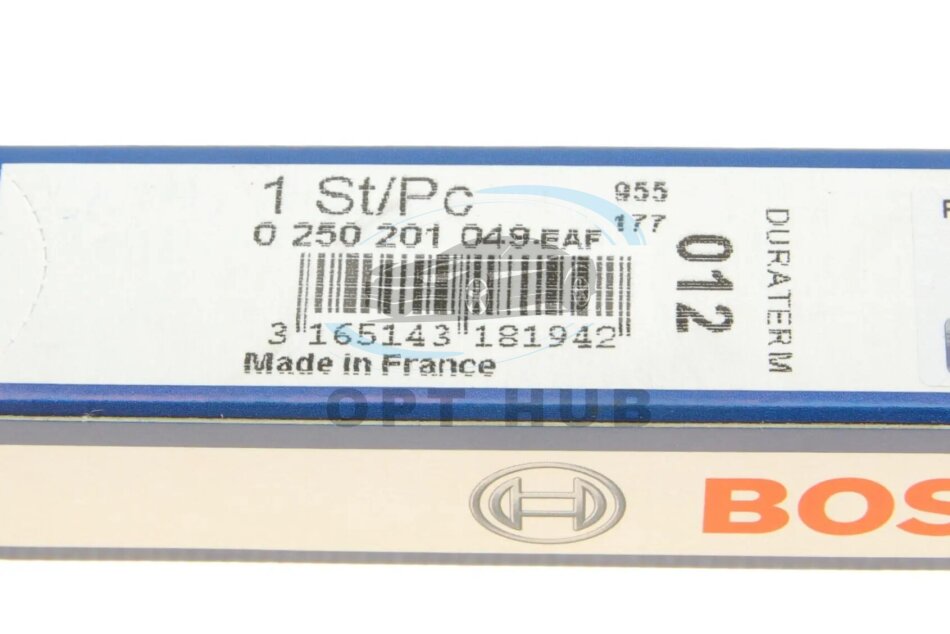 1 St/Pc
955
177
0 250 201 049 EAF
012
DURATERM
3 165143 181942
Made in France
OPT HUB
BOS